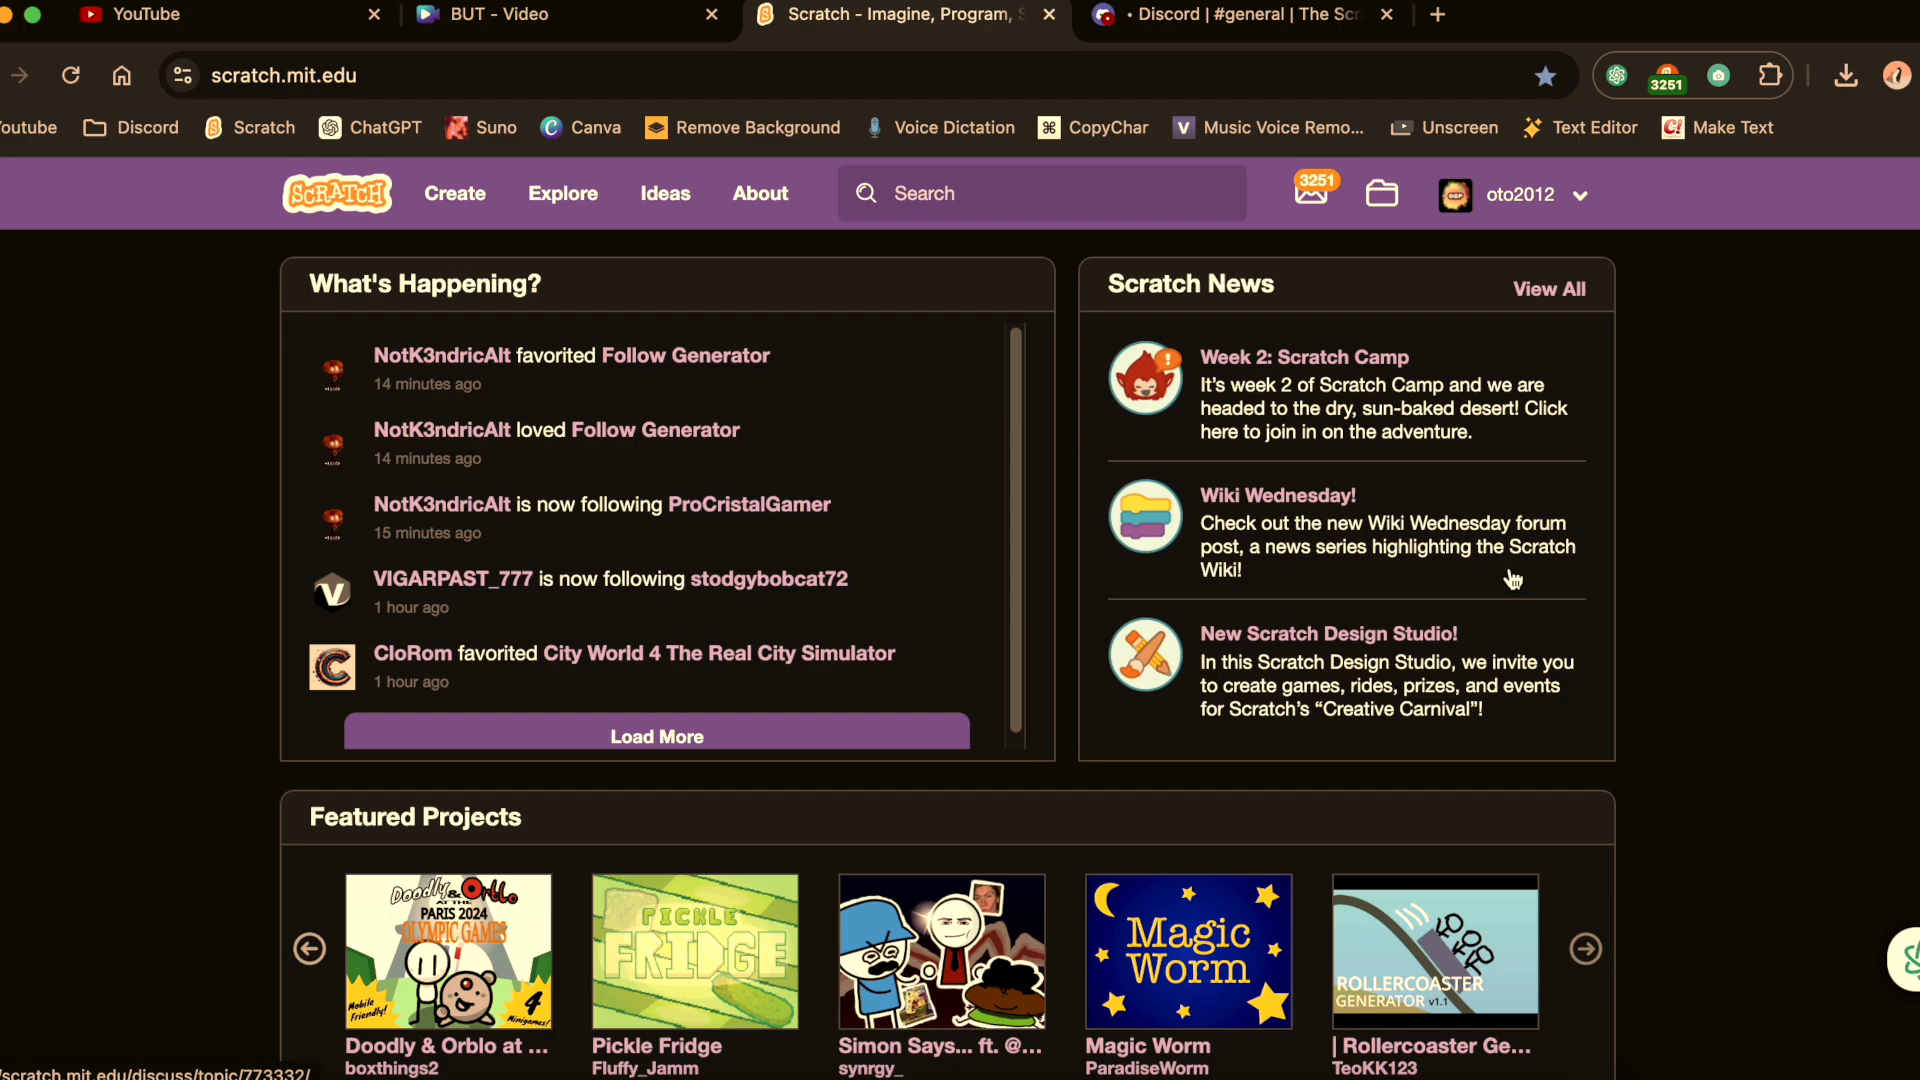 YouTube
BUT - Video
Scratch - Imagine, Program,
• Discord | #general | The Scr
scratch.mit.edu
3251
outube
Discord
Scratch
ChatGPT
Suno
Canva
Remove Background
Voice Dictation
CopyChar
Music Voice Remo...
Unscreen
Text Editor
Make Text
SCRATCH
Create
Explore
Ideas
About
Search
3251
oto2012
What's Happening?
NotK3ndricAlt favorited Follow Generator
14 minutes ago
NotK3ndricAlt loved Follow Generator
14 minutes ago
NotK3ndricAlt is now following ProCristalGamer
15 minutes ago
VIGARPAST_777 is now following stodgybobcat72
1 hour ago
CloRom favorited City World 4 The Real City Simulator
1 hour ago
Load More
Scratch News
View All
Week 2: Scratch Camp
It's week 2 of Scratch Camp and we are
headed to the dry, sun-baked desert! Click
here to join in on the adventure.
Wiki Wednesday!
Check out the new Wiki Wednesday forum
post, a news series highlighting the Scratch
Wiki!
New Scratch Design Studio!
In this Scratch Design Studio, we invite you
to create games, rides, prizes, and events
for Scratch's “Creative Carnival”!
Featured Projects
Doodly & Orblo
AT THE
PARIS 2024
OLYMPIC GAMES
Mobile
Friendly!
4
Minigames!
Doodly & Orblo at ...
boxthings2
PICKLE
FRIDGE
Pickle Fridge
Fluffy_Jamm
Simon Says... ft. @...
synrgy_
Magic
Worm
Magic Worm
ParadiseWorm
ROLLERCOASTER
GENERATOR v1.1
| Rollercoaster Ge...
TeoKK123
/scratch.mit.edu/discuss/topic/773332/